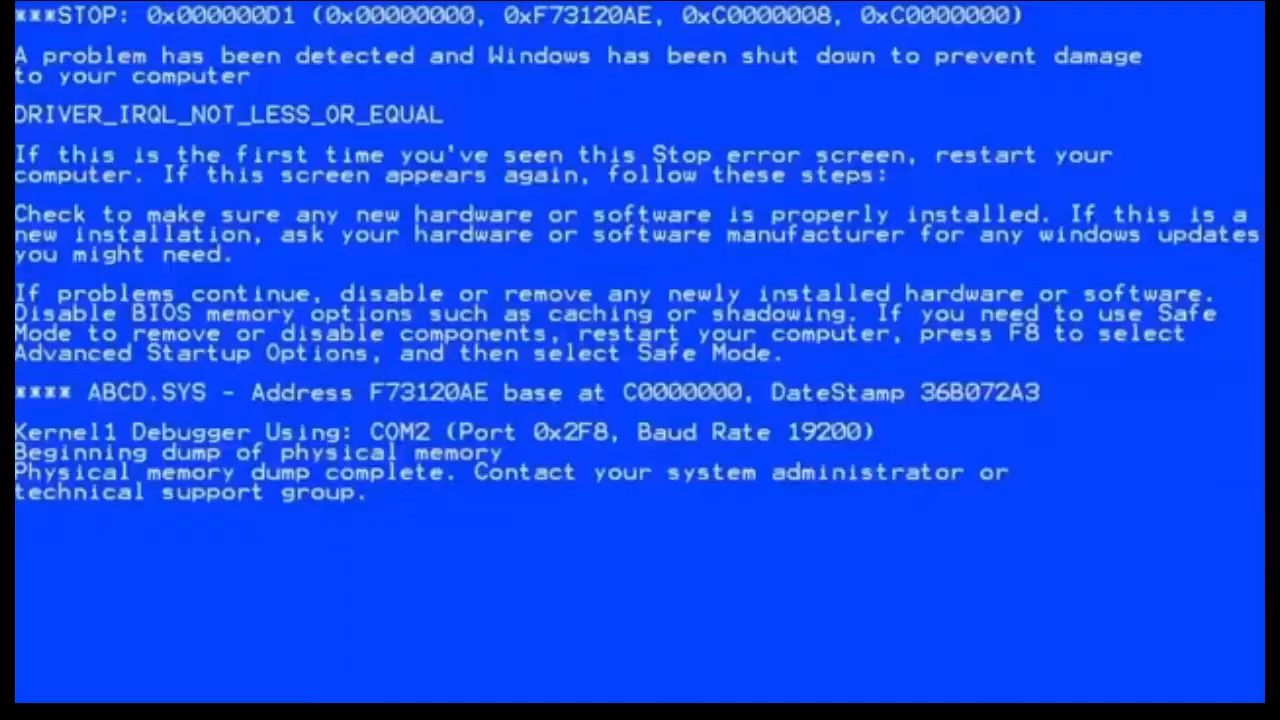 ***STOP: 0x000000D1 (0x00000000, 0xF73120AE, 0xC0000008, 0xC0000000)
A problem has been detected and Windows has been shut down to prevent damage
to your computer
DRIVER_IRQL_NOT_LESS_OR_EQUAL
If this is the first time you've seen this Stop error screen, restart your
computer. If this screen appears again, follow these steps:
Check to make sure any new hardware or software is properly installed. If this is a
new installation, ask your hardware or software manufacturer for any windows updates
you might need.
If problems continue, disable or remove any newly installed hardware or software.
Disable BIOS memory options such as caching or shadowing. If you need to use Safe
Mode to remove or disable components, restart your computer, press F8 to select
Advanced Startup Options, and then select Safe Mode.
**** ABCD.SYS - Address F73120AE base at C0000000, DateStamp 36B072A3
Kernel1 Debugger Using: COM2 (Port 0x2F8, Baud Rate 19200)
Beginning dump of physical memory
Physical memory dump complete. Contact your system administrator or
technical support group.